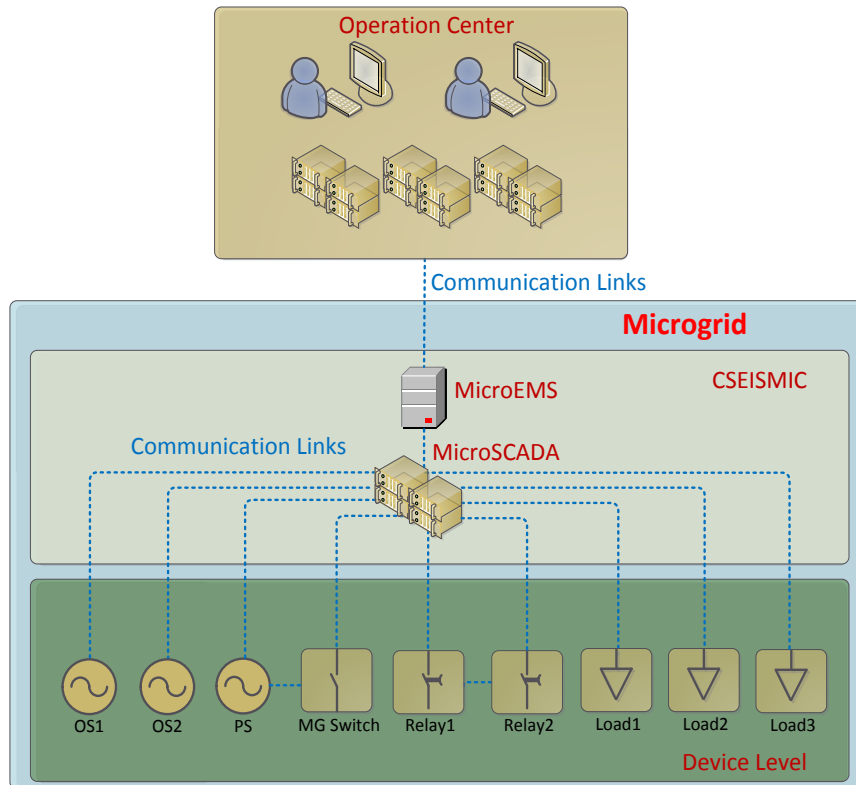 Operation Center
Communication Links
Microgrid
CSEISMIC
MicroEMS
Communication Links
MicroSCADA
OS1
OS2
PS
MG Switch
Relay1
Relay2
Load1
Load2
Load3
Device Level